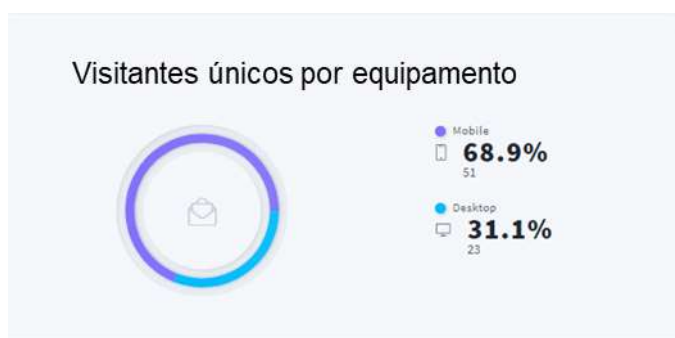 Visitantes únicos por equipamento
Mobile
68.9%
51
Desktop
31.1%
23